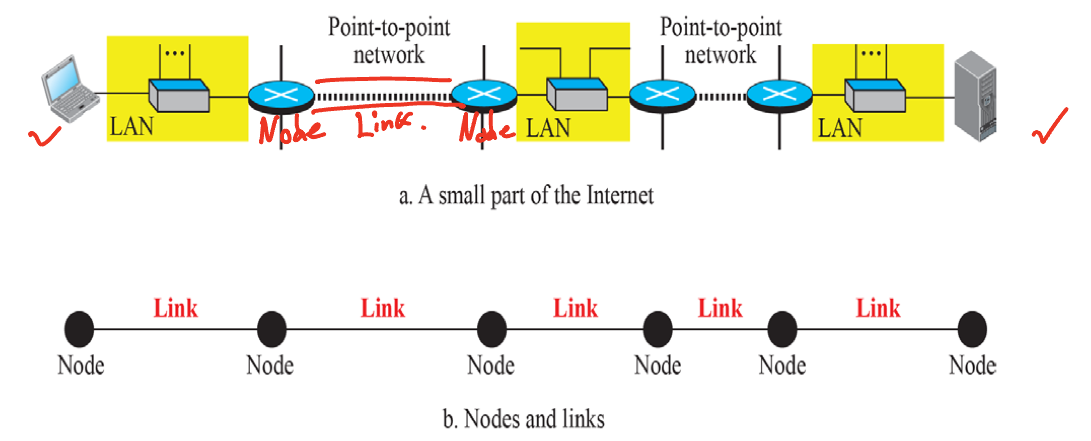 Point-to-point
network
Point-to-point
network
...
...
LAN
Node
Link.
Node
LAN
LAN
a. A small part of the Internet
Link
Link
Link
Link
Link
Node
Node
Node
Node
Node
Node
b. Nodes and links